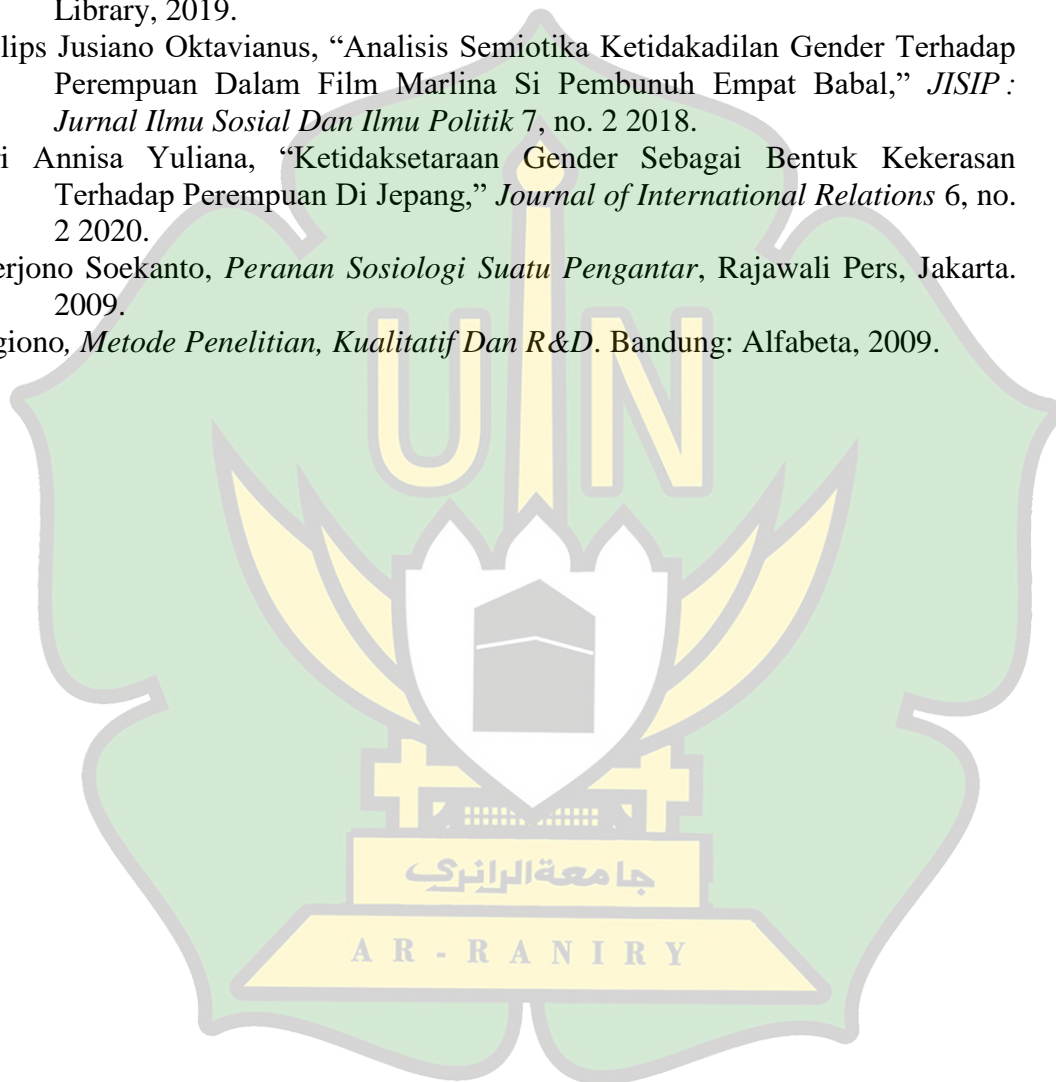 Library, 2019.
lips Jusiano Oktavianus, “Analisis Semiotika Ketidakadilan Gender Terhadap
Perempuan Dalam Film Marlina Si Pembunuh Empat Babal,” JISIP :
Jurnal Ilmu Sosial Dan Ilmu Politik 7, no. 2 2018.
i Annisa Yuliana, “Ketidaksetaraan Gender Sebagai Bentuk Kekerasan
Terhadap Perempuan Di Jepang,” Journal of International Relations 6, no.
2 2020.
erjono Soekanto, Peranan Sosiologi Suatu Pengantar, Rajawali Pers, Jakarta.
2009.
giono, Metode Penelitian, Kualitatif Dan R&D. Bandung: Alfabeta, 2009.
UIN
جامعةالرانري
AR-RANIRY